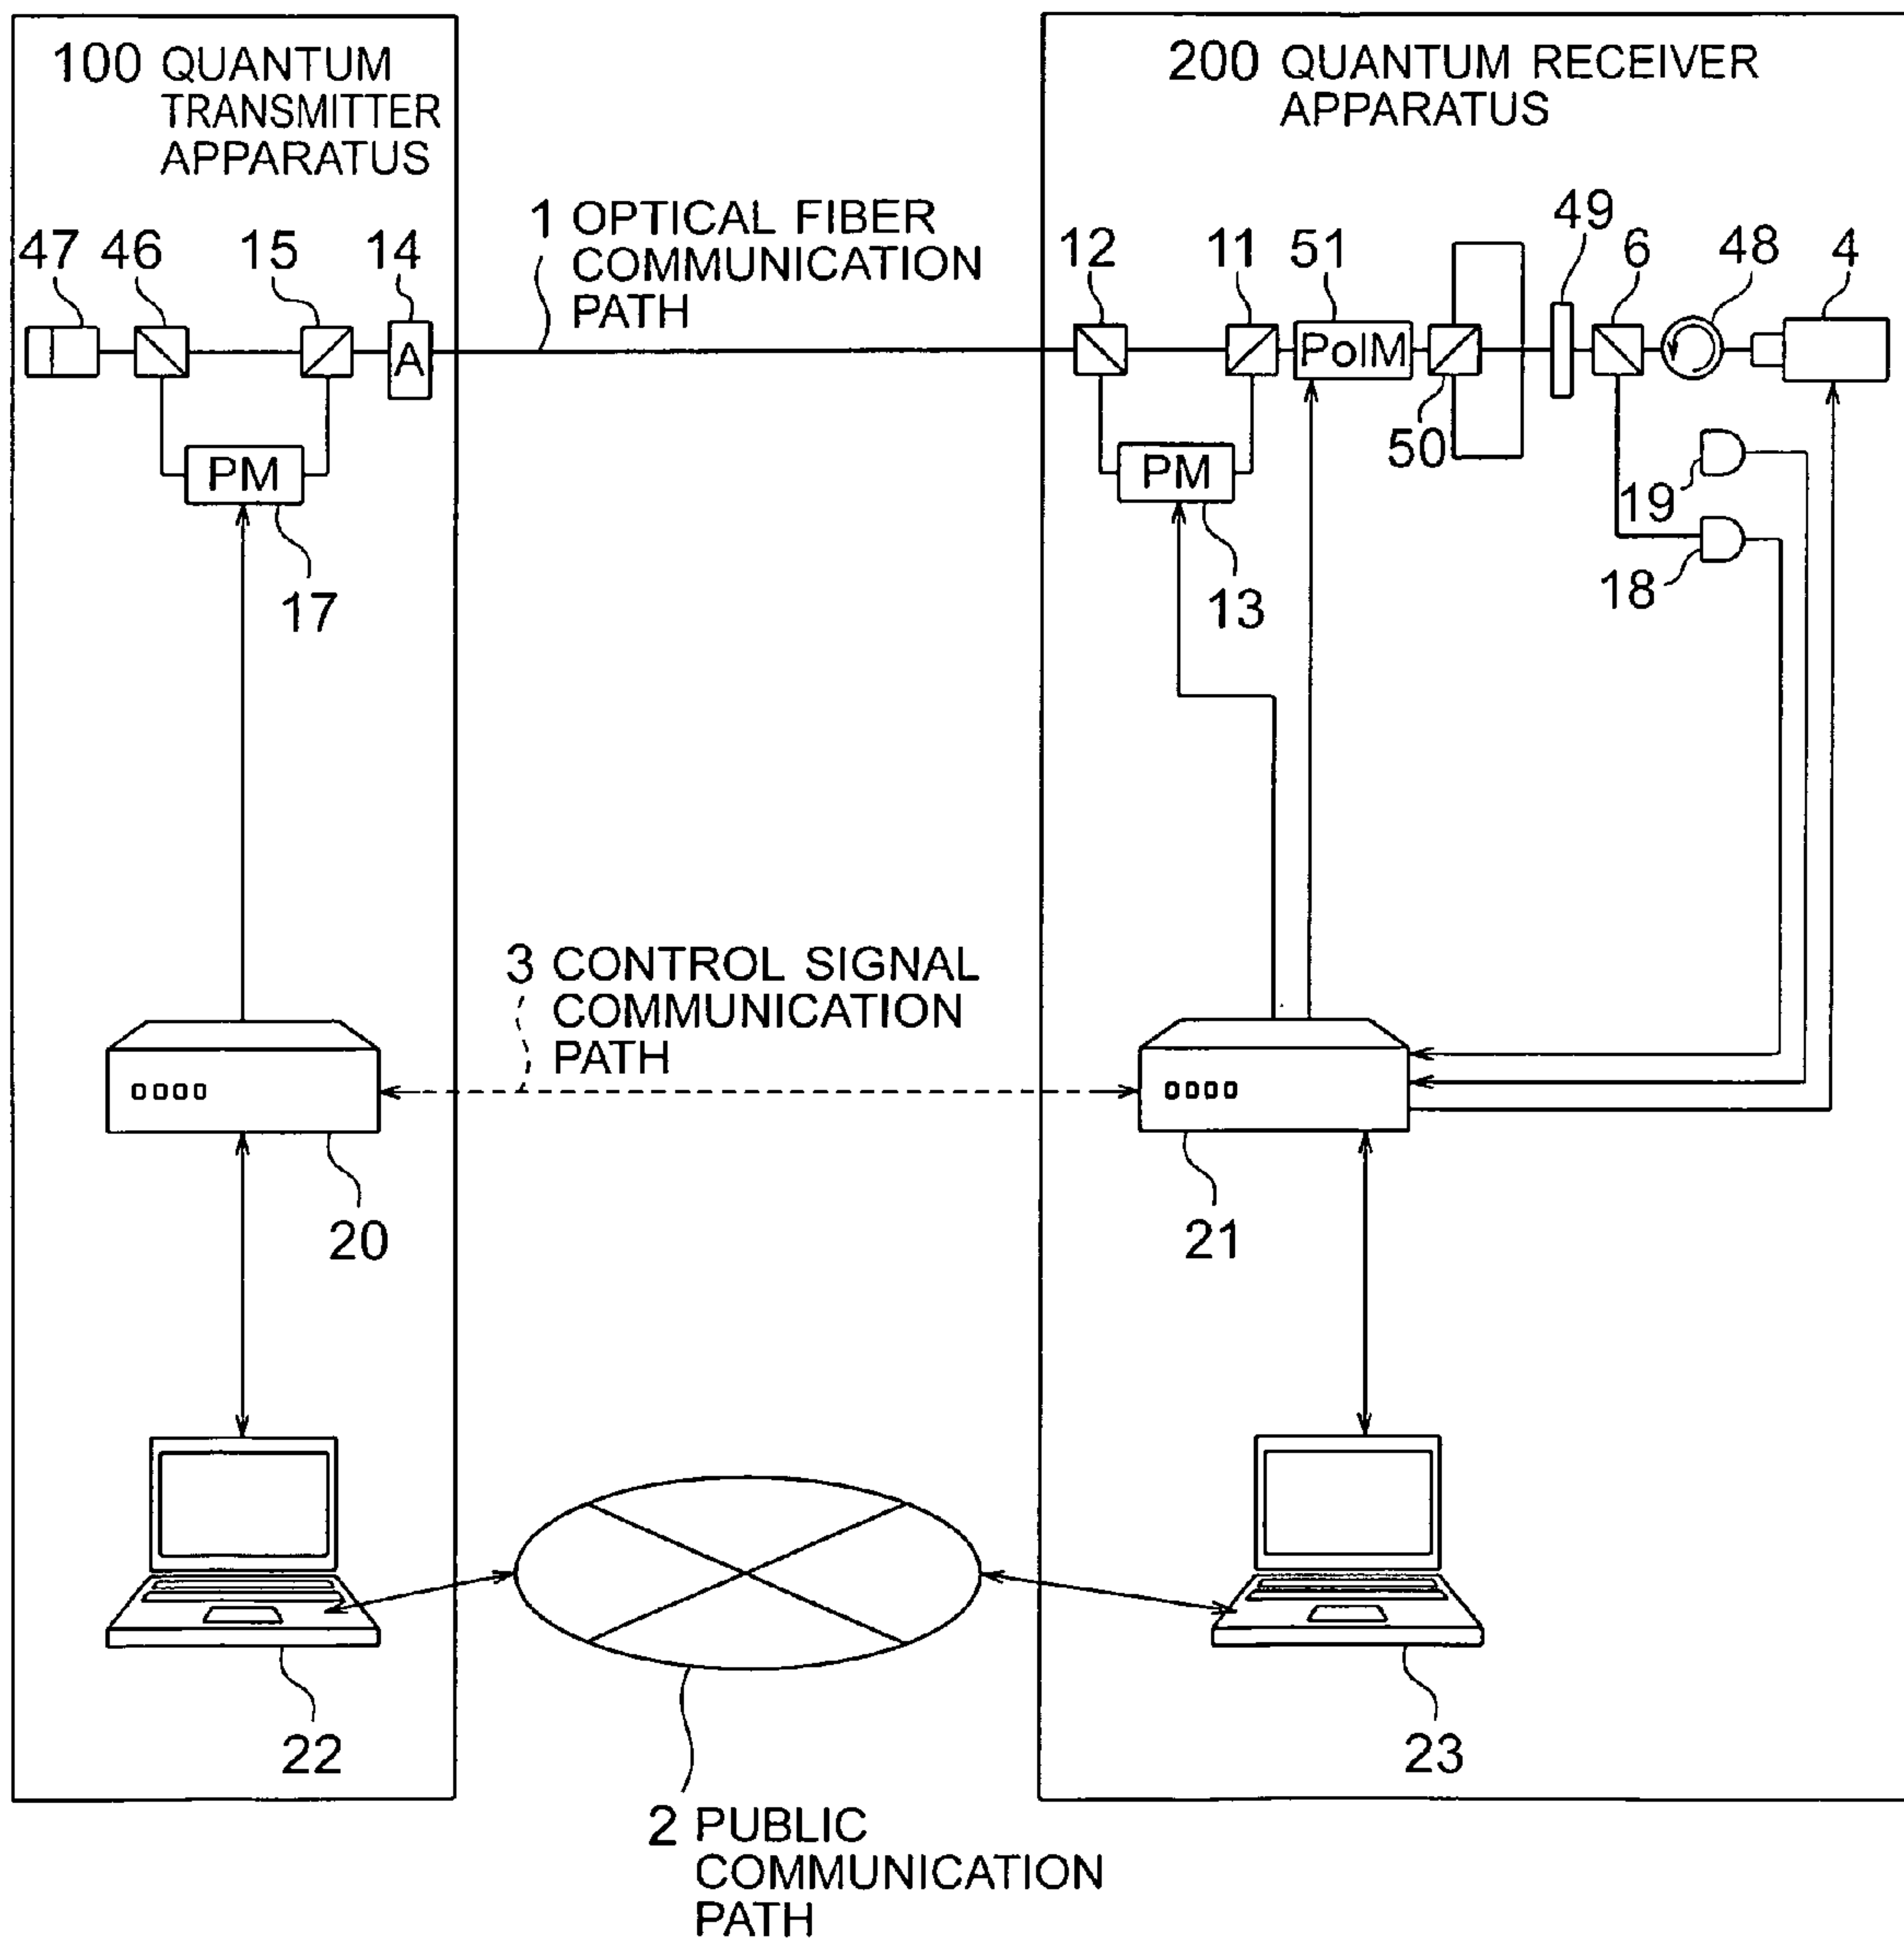 100 QUANTUM
TRANSMITTER
APPARATUS
200 QUANTUM RECEIVER
APPARATUS
1 OPTICAL FIBER
COMMUNICATION
PATH
47
46
15
14
12
11
51
49
6
48
4
A
PolM
50
PM
PM
19
18
17
13
3 CONTROL SIGNAL
COMMUNICATION
PATH
20
21
22
23
2 PUBLIC
COMMUNICATION
PATH